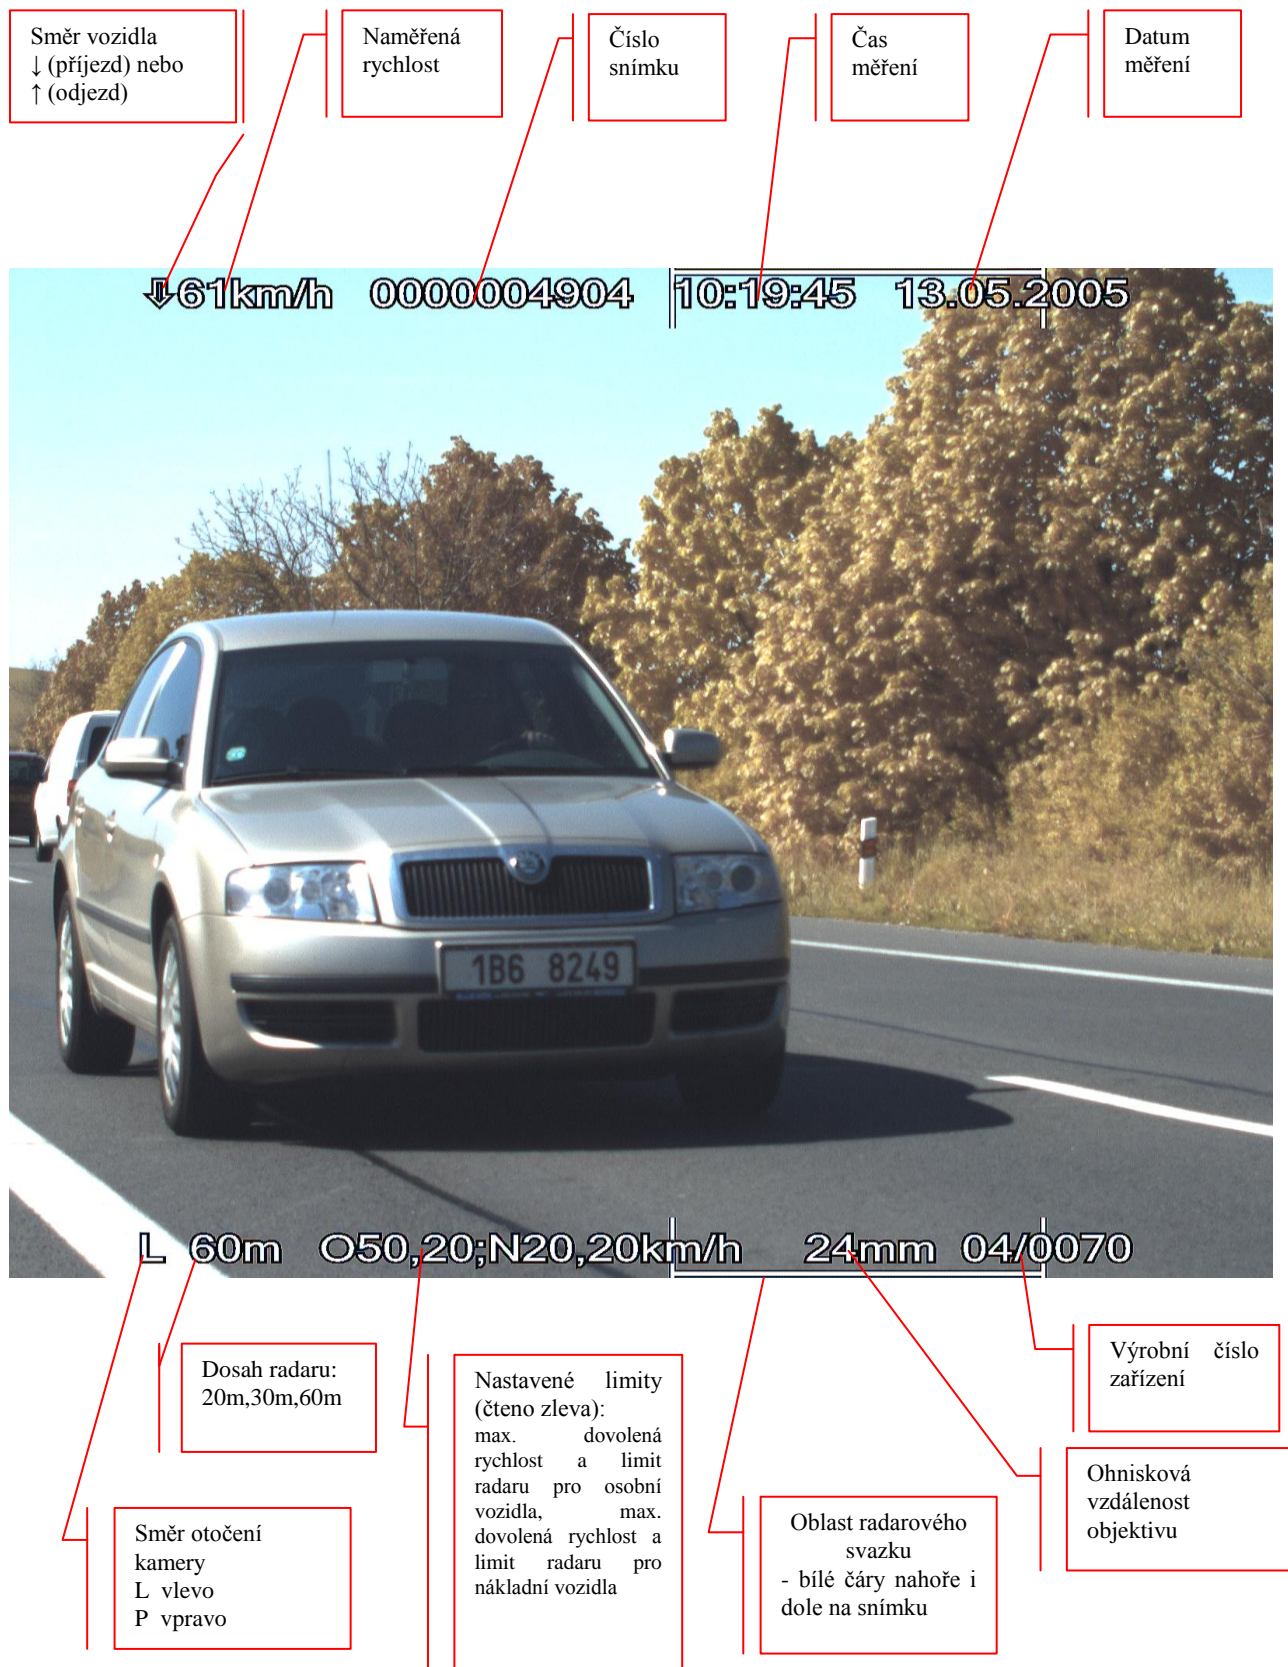 Směr vozidla
↓ (příjezd) nebo
↑ (odjezd)
Naměřená
rychlost
Číslo
snímku
Čas
měření
Datum
měření
⇩61km/h 0000004904 10:19:45 13.05.2005
1B6 8249
L 60m O50,20;N20,20km/h 24mm 04/0070
Dosah radaru:
20m,30m,60m
Nastavené limity
(čteno zleva):
max. dovolená
rychlost a limit
radaru pro osobní
vozidla, max.
dovolená rychlost a
limit radaru pro
nákladní vozidla
Výrobní číslo
zařízení
Ohnisková
vzdálenost
objektivu
Směr otočení
kamery
L vlevo
P vpravo
Oblast radarového
svazku
- bílé čáry nahoře i
dole na snímku